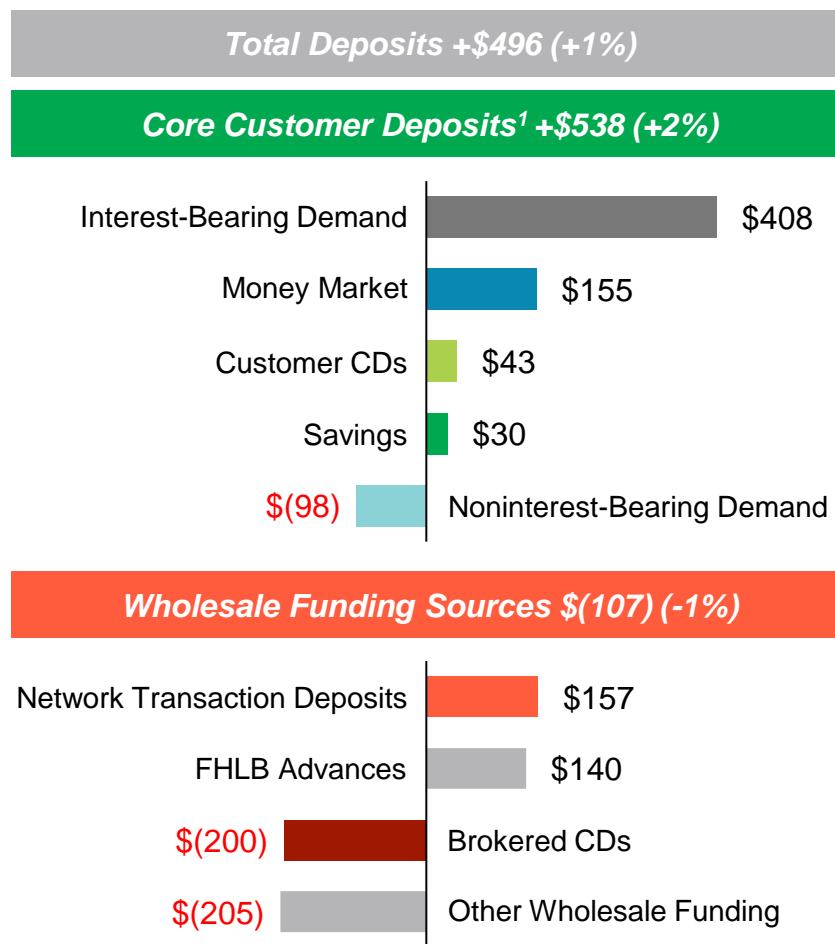 Total Deposits +$496 (+1%)
Core Customer Deposits¹ +$538 (+2%)
Interest-Bearing Demand $408
Money Market $155
Customer CDs $43
Savings $30
$(98) Noninterest-Bearing Demand
Wholesale Funding Sources $(107) (-1%)
Network Transaction Deposits $157
FHLB Advances $140
$(200) Brokered CDs
$(205) Other Wholesale Funding